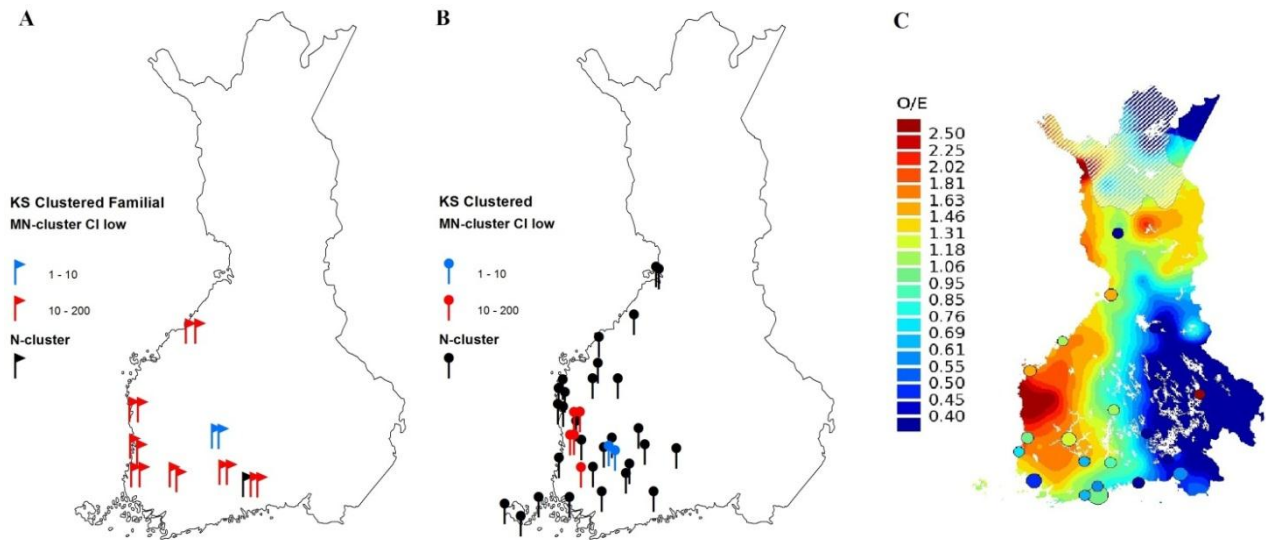 A
KS Clustered Familial
MN-cluster CI low
1 - 10
10 - 200
N-cluster
B
KS Clustered
MN-cluster CI low
1 - 10
10 - 200
N-cluster
C
O/E
2.50
2.25
2.02
1.81
1.63
1.46
1.31
1.18
1.06
0.95
0.85
0.76
0.69
0.61
0.55
0.50
0.45
0.40